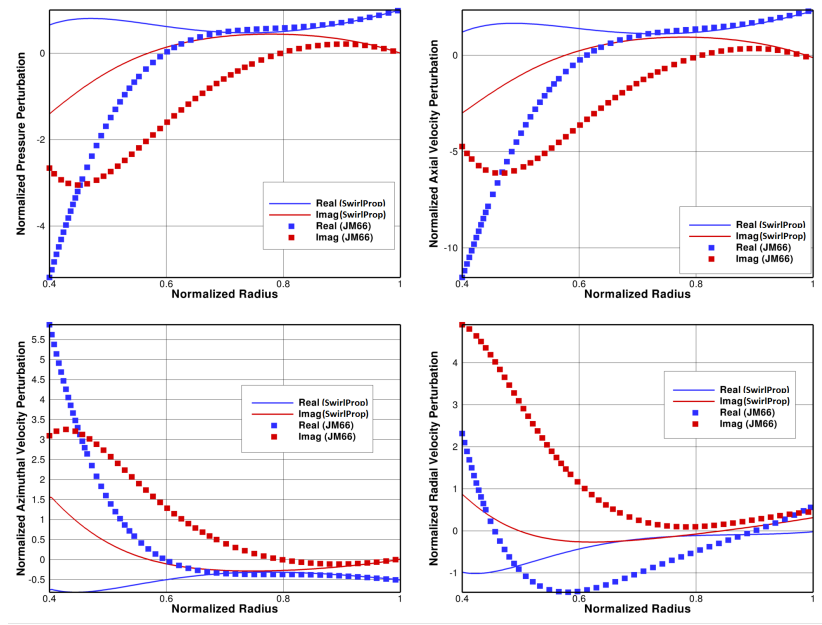 Normalized Pressure Perturbation
0
-2
-4
Real (SwirlProp)
Imag(SwirlProp)
Real (JM66)
Imag (JM66)
0.4 0.6 0.8 1
Normalized Radius
Normalized Axial Velocity Perturbation
0
-5
-10
Real (SwirlProp)
Imag(SwirlProp)
Real (JM66)
Imag (JM66)
0.4 0.6 0.8 1
Normalized Radius
Normalized Azimuthal Velocity Perturbation
5.5
5
4.5
4
3.5
3
2.5
2
1.5
1
0.5
0
-0.5
Real (SwirlProp)
Imag(SwirlProp)
Real (JM66)
Imag (JM66)
0.4 0.6 0.8 1
Normalized Radius
Normalized Radial Velocity Perturbation
4
3
2
1
0
-1
Real (SwirlProp)
Imag(SwirlProp)
Real (JM66)
Imag (JM66)
0.4 0.6 0.8 1
Normalized Radius